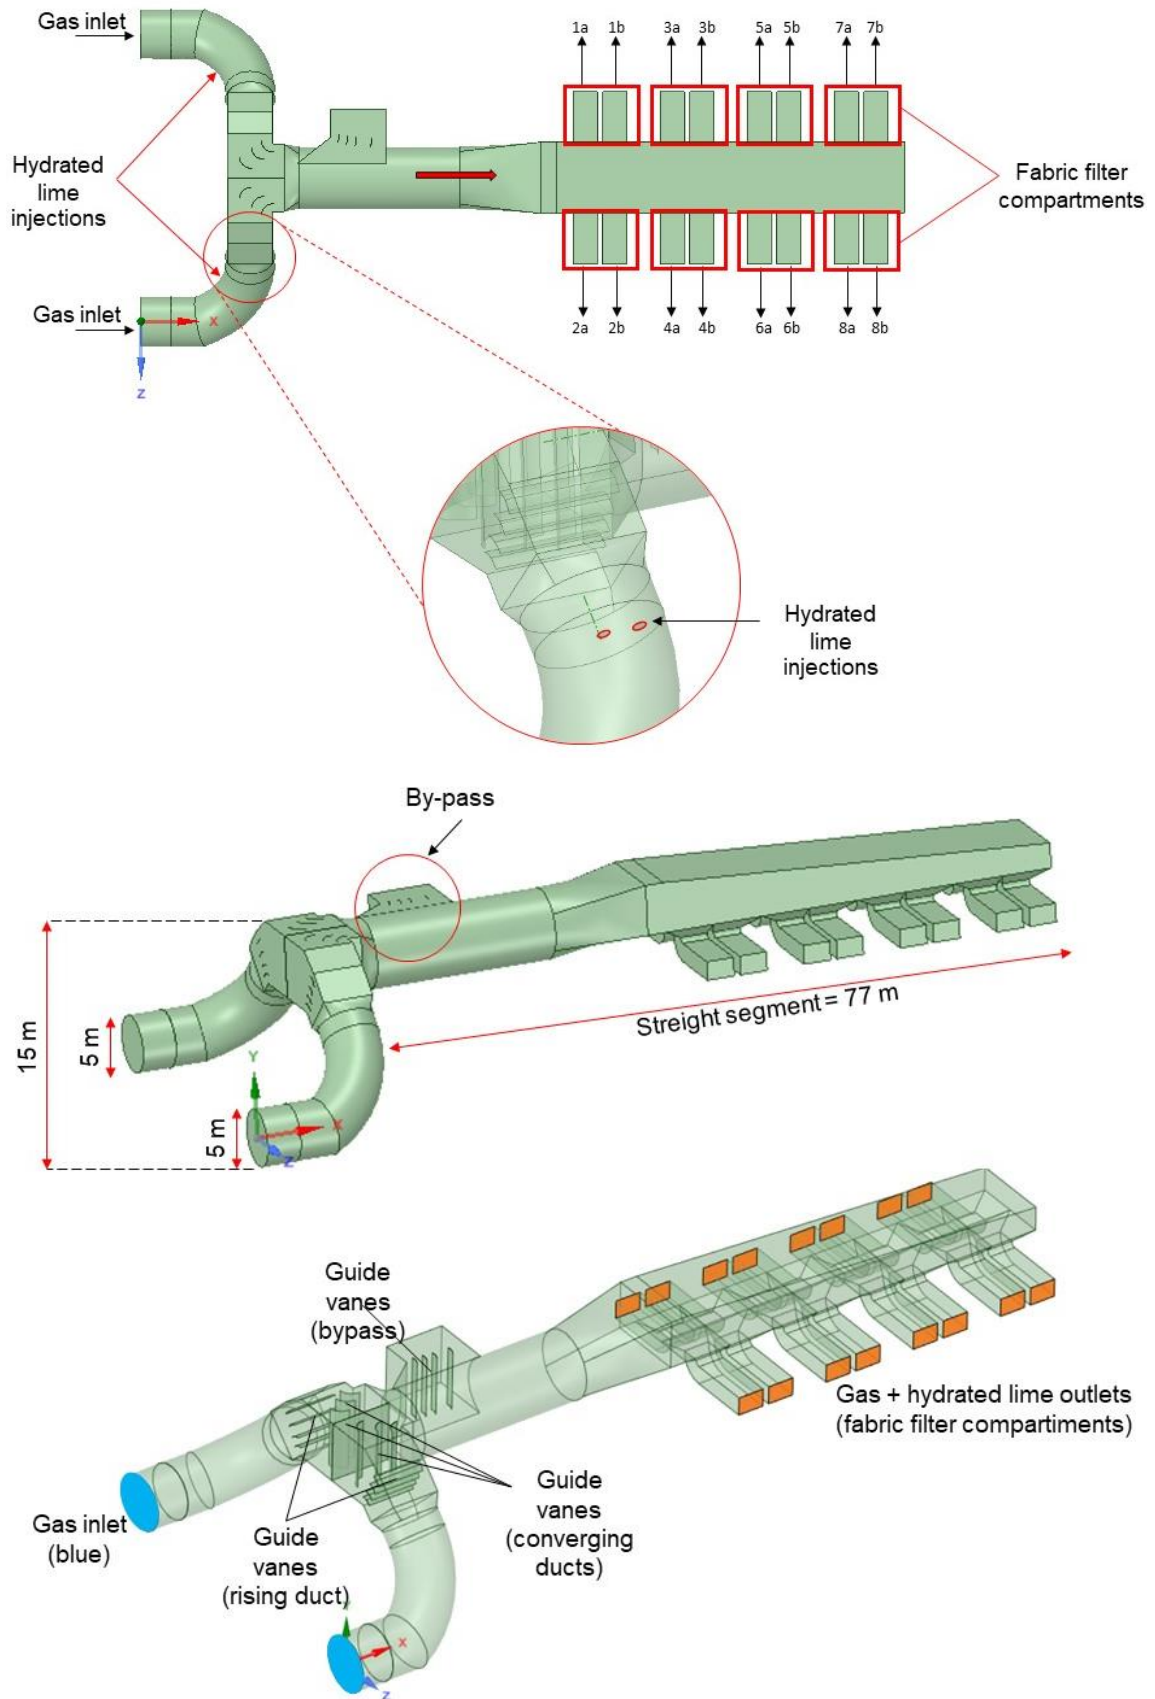 Gas inlet
1a 1b 3a 3b 5a 5b 7a 7b
Hydrated
lime
injections
Fabric filter
compartments
Gas inlet
X
Z
2a 2b 4a 4b 6a 6b 8a 8b
Hydrated
lime
injections
By-pass
15 m
5 m
5 m
Y
X
Z
Streight segment = 77 m
Guide
vanes
(bypass)
Gas + hydrated lime outlets
(fabric filter compartiments)
Gas inlet
(blue)
Guide
vanes
(rising duct)
Guide
vanes
(converging
ducts)
Y
X
Z